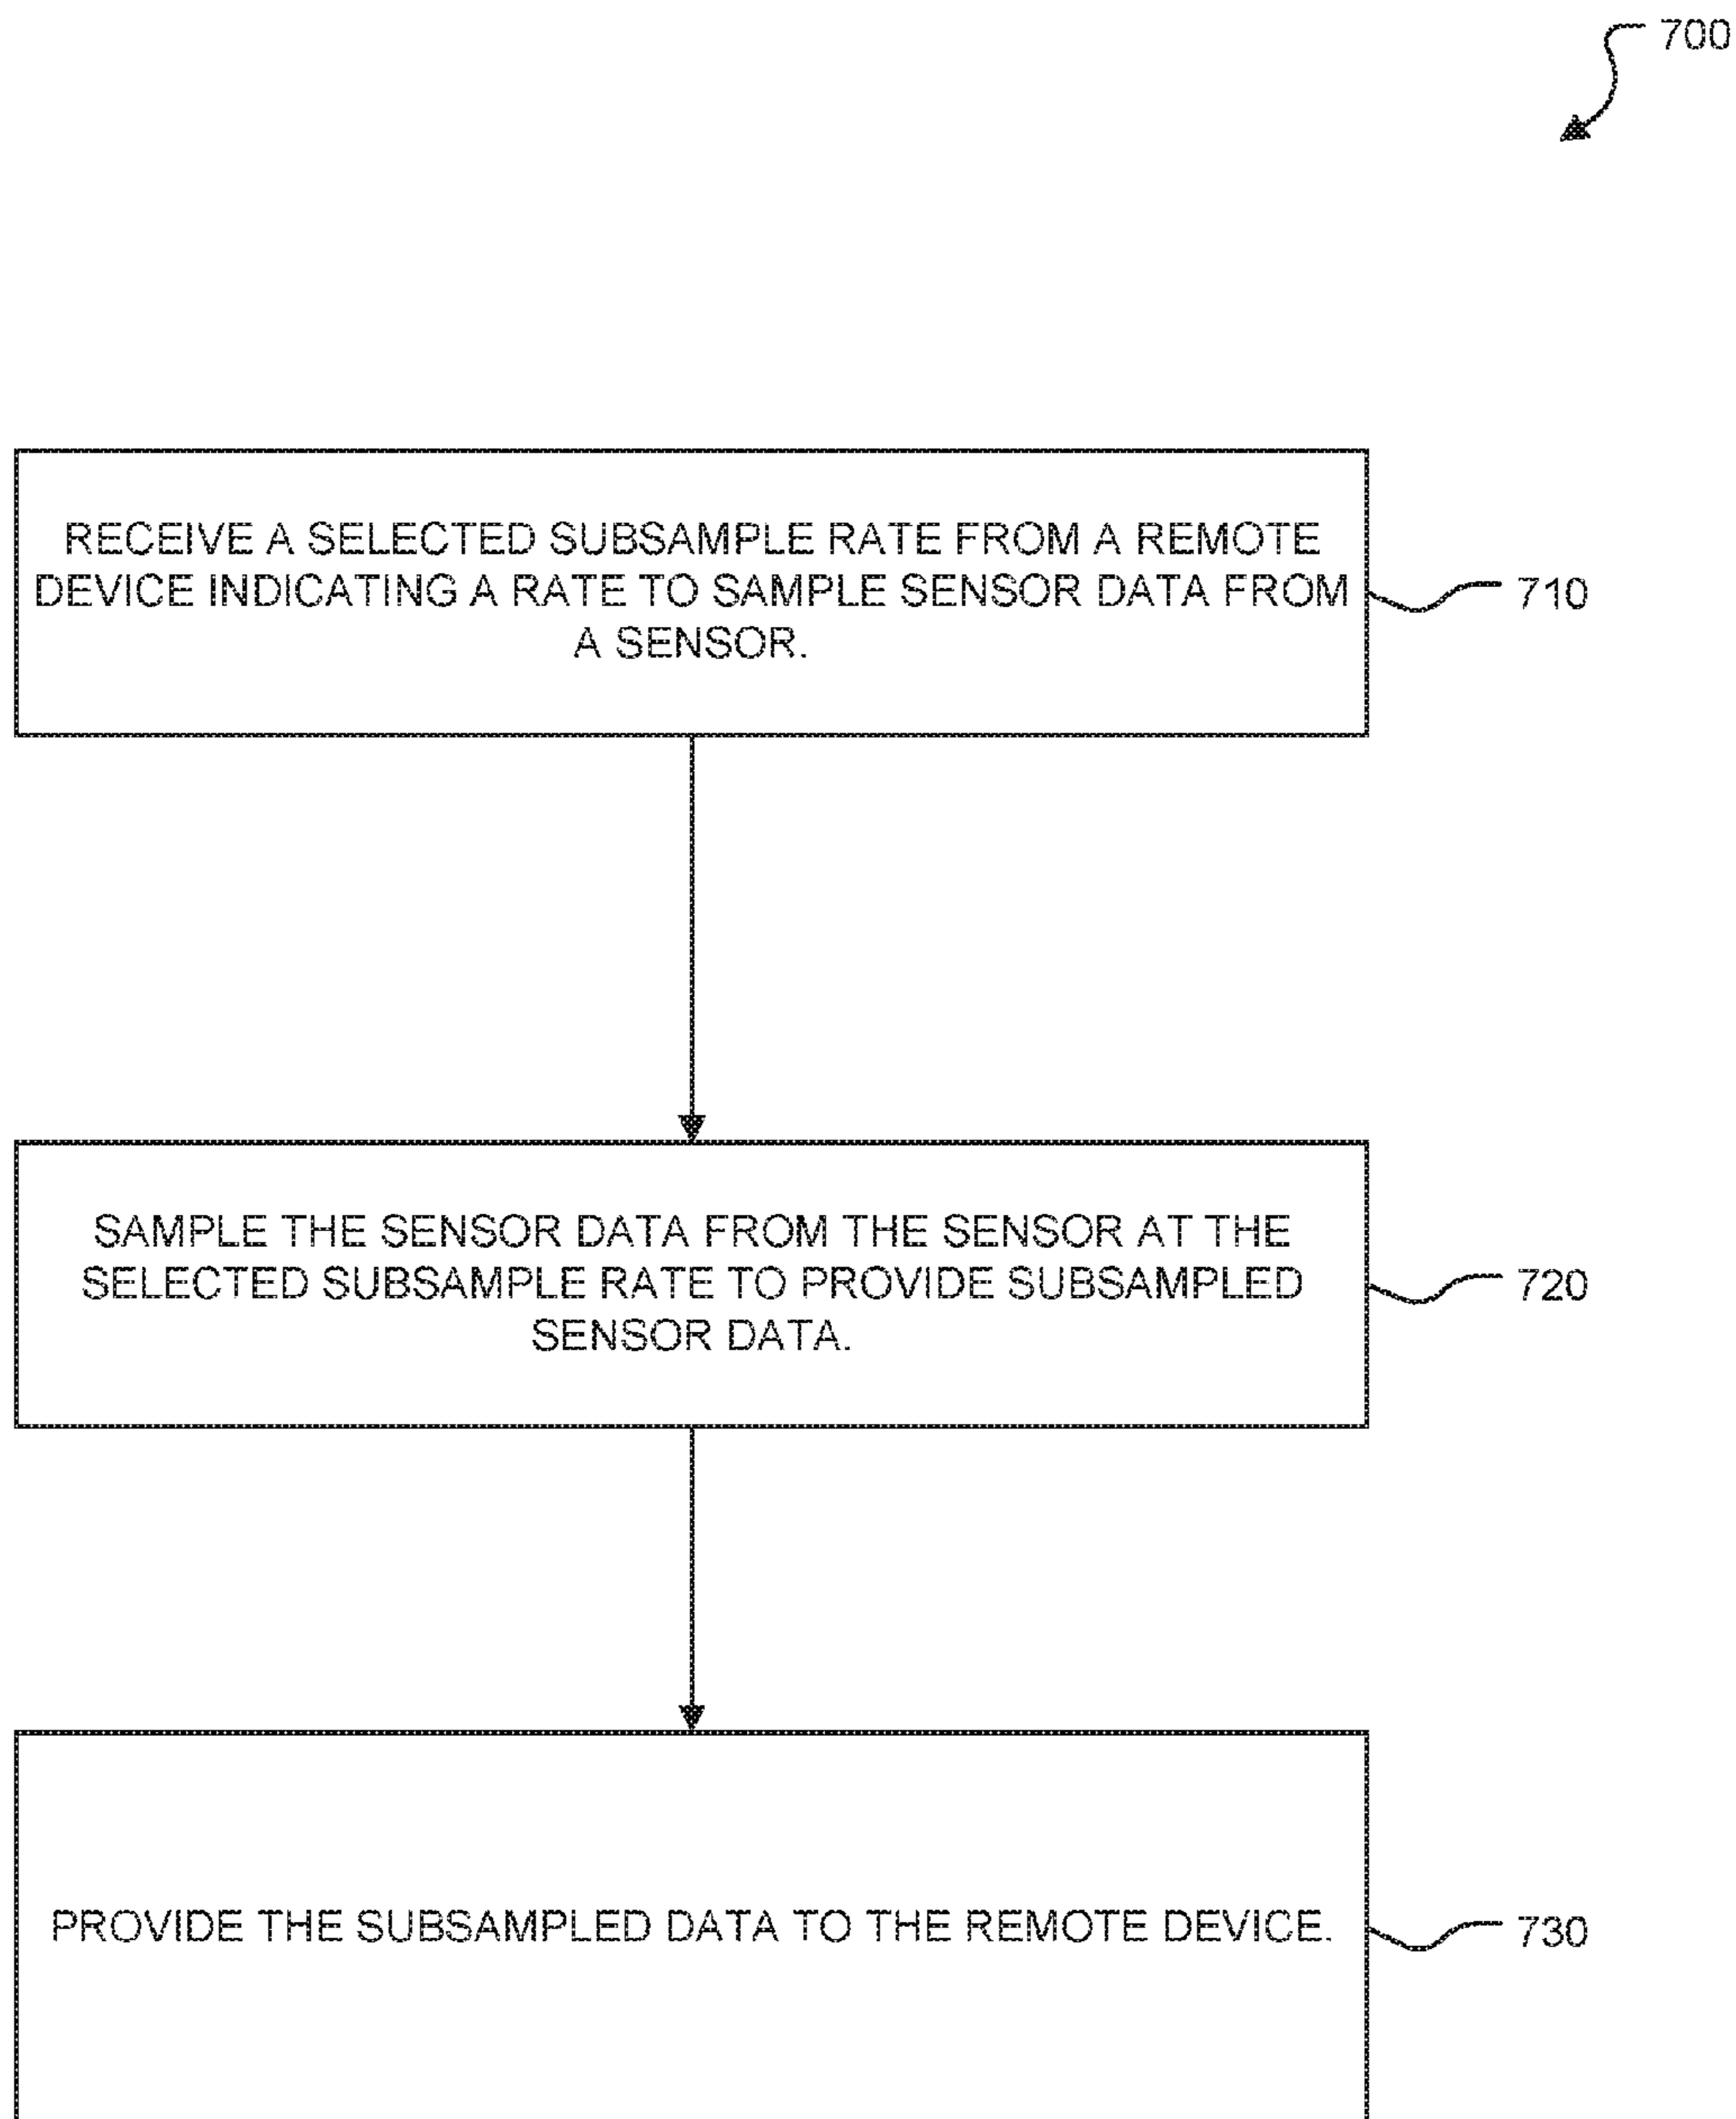 700
RECEIVE A SELECTED SUBSAMPLE RATE FROM A REMOTE
DEVICE INDICATING A RATE TO SAMPLE SENSOR DATA FROM
A SENSOR.
710
SAMPLE THE SENSOR DATA FROM THE SENSOR AT THE
SELECTED SUBSAMPLE RATE TO PROVIDE SUBSAMPLED
SENSOR DATA.
720
PROVIDE THE SUBSAMPLED DATA TO THE REMOTE DEVICE.
730